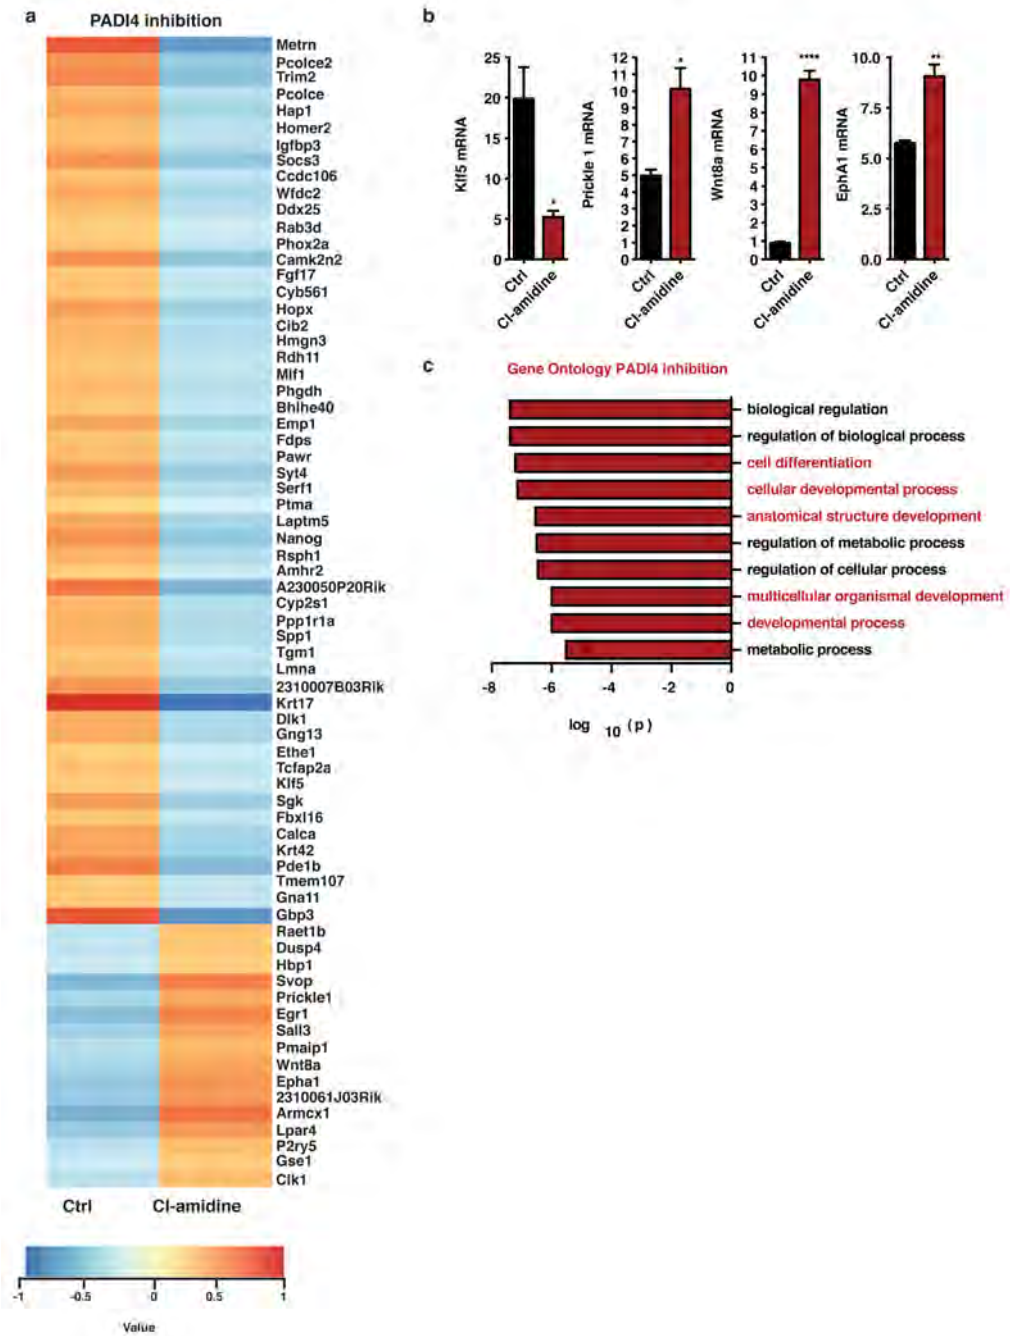 a
PADI4 inhibition
Metrn
Pcolce2
Trim2
Pcolce
Hap1
Homer2
Igfbp3
Socs3
Ccdc106
Wfdc2
Ddx25
Rab3d
Phox2a
Camk2n2
Fgf17
Cyb561
Hopx
Cib2
Hmgn3
Rdh11
Mlf1
Phgdh
Bhlhe40
Emp1
Fdps
Pawr
Syt4
Serf1
Ptma
Laptm5
Nanog
Rsph1
Amhr2
A230050P20Rik
Cyp2s1
Ppp1r1a
Spp1
Tgm1
Lmna
2310007B03Rik
Krt17
Dlk1
Gng13
Ethe1
Tcfap2a
Klf5
Sgk
Fbxl16
Calca
Krt42
Pde1b
Tmem107
Gna11
Gbp3
Raet1b
Dusp4
Hbp1
Svop
Prickle1
Egr1
Sall3
Pmaip1
Wnt8a
Epha1
2310061J03Rik
Armcx1
Lpar4
P2ry5
Gse1
Clk1
Ctrl Cl-amidine
-1 -0.5 0 0.5 1
Value
b
Klf5 mRNA
25
20
15
10
5
0
*
Ctrl
Cl-amidine
Prickle 1 mRNA
12
11
10
9
8
7
6
5
4
3
2
1
0
*
Ctrl
Cl-amidine
Wnt8a mRNA
11
10
9
8
7
6
5
4
3
2
1
0
****
Ctrl
Cl-amidine
EphA1 mRNA
10.0
7.5
5.0
2.5
0.0
**
Ctrl
Cl-amidine
c
Gene Ontology PADI4 inhibition
biological regulation
regulation of biological process
cell differentiation
cellular developmental process
anatomical structure development
regulation of metabolic process
regulation of cellular process
multicellular organismal development
developmental process
metabolic process
-8 -6 -4 -2 0
log 10 (p)